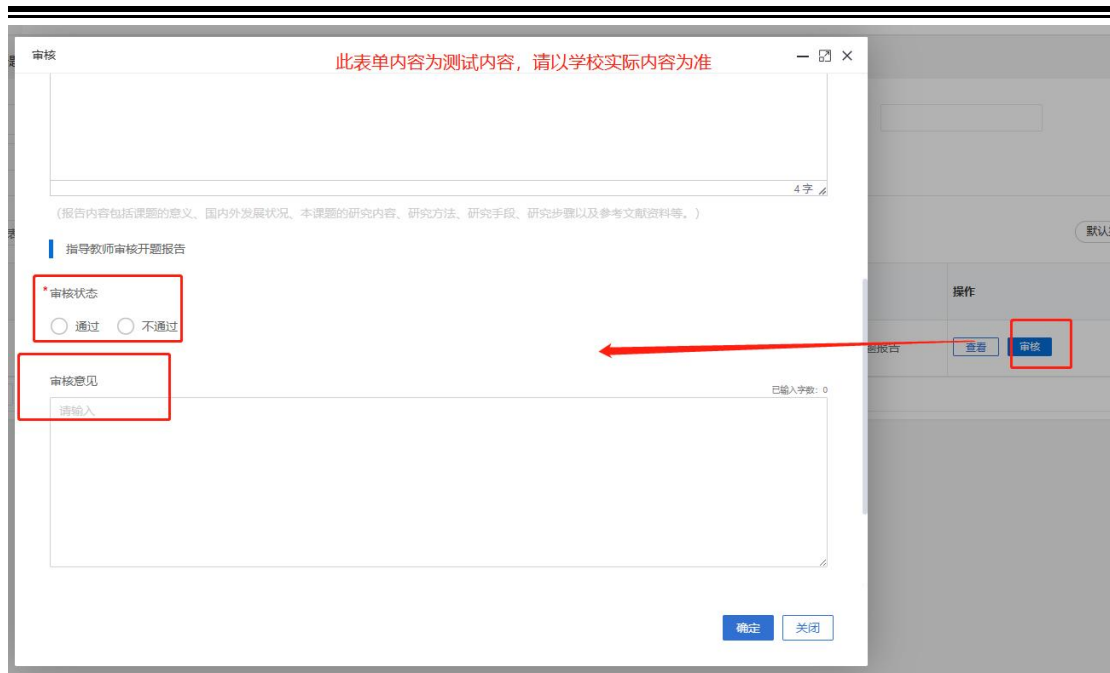 审核
此表单内容为测试内容，请以学校实际内容为准
4字
(报告内容包括课题的意义、国内外发展状况、本课题的研究内容、研究方法、研究手段、研究步骤以及参考文献资料等。)
默认
指导教师审核开题报告
*审核状态
操作
通过 不通过
题报告 查看 审核
审核意见
已输入字数：0
请输入
确定 关闭